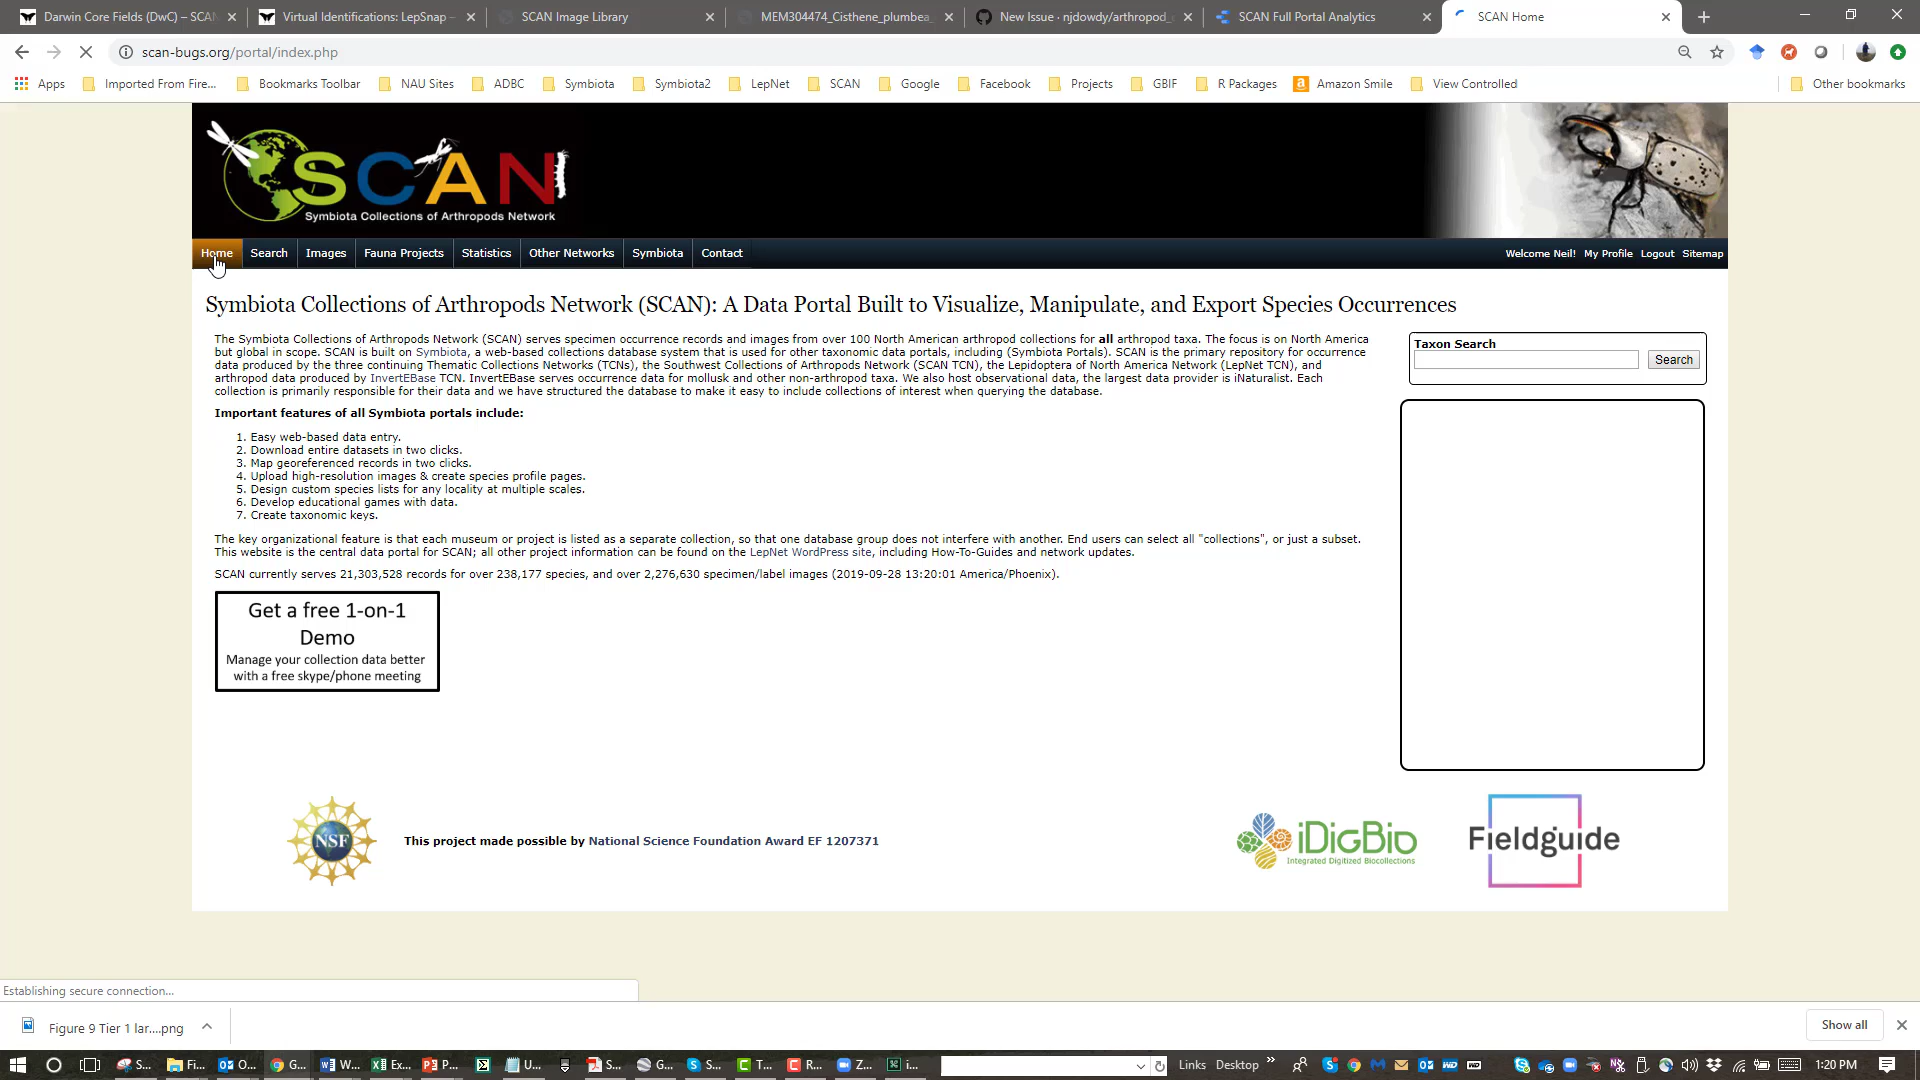 Darwin Core Fields (DwC) – SCAN
Virtual Identifications: LepSnap –
SCAN Image Library
MEM304474_Cisthene_plumbea_
New Issue · njdowdy/arthropod_
SCAN Full Portal Analytics
SCAN Home
scan-bugs.org/portal/index.php
Apps
Imported From Fire...
Bookmarks Toolbar
NAU Sites
ADBC
Symbiota
Symbiota2
LepNet
SCAN
Google
Facebook
Projects
GBIF
R Packages
Amazon Smile
View Controlled
Other bookmarks
SCAN
Symbiota Collections of Arthropods Network
Home
Search
Images
Fauna Projects
Statistics
Other Networks
Symbiota
Contact
Welcome Neil!
My Profile
Logout
Sitemap
Symbiota Collections of Arthropods Network (SCAN): A Data Portal Built to Visualize, Manipulate, and Export Species Occurrences
The Symbiota Collections of Arthropods Network (SCAN) serves specimen occurrence records and images from over 100 North American arthropod collections for all arthropod taxa. The focus is on North America
but global in scope. SCAN is built on Symbiota, a web-based collections database system that is used for other taxonomic data portals, including (Symbiota Portals). SCAN is the primary repository for occurrence
data produced by the three continuing Thematic Collections Networks (TCNs), the Southwest Collections of Arthropods Network (SCAN TCN), the Lepidoptera of North America Network (LepNet TCN), and
arthropod data produced by InvertEBase TCN. InvertEBase serves occurrence data for mollusk and other non-arthropod taxa. We also host observational data, the largest data provider is iNaturalist. Each
collection is primarily responsible for their data and we have structured the database to make it easy to include collections of interest when querying the database.
Important features of all Symbiota portals include:
1. Easy web-based data entry.
2. Download entire datasets in two clicks.
3. Map georeferenced records in two clicks.
4. Upload high-resolution images & create species profile pages.
5. Design custom species lists for any locality at multiple scales.
6. Develop educational games with data.
7. Create taxonomic keys.
The key organizational feature is that each museum or project is listed as a separate collection, so that one database group does not interfere with another. End users can select all "collections", or just a subset.
This website is the central data portal for SCAN; all other project information can be found on the LepNet WordPress site, including How-To-Guides and network updates.
SCAN currently serves 21,303,528 records for over 238,177 species, and over 2,276,630 specimen/label images (2019-09-28 13:20:01 America/Phoenix).
Taxon Search
Search
Get a free 1-on-1
Demo
Manage your collection data better
with a free skype/phone meeting
NSF
This project made possible by National Science Foundation Award EF 1207371
iDigBio
Integrated Digitized Biocollections
Fieldguide
Establishing secure connection...
Figure 9 Tier 1 lar....png
Show all
S...
Fi...
O...
G...
W...
Ex...
P...
U...
S...
G...
S...
T...
R...
Z...
i...
Links
Desktop
1:20 PM